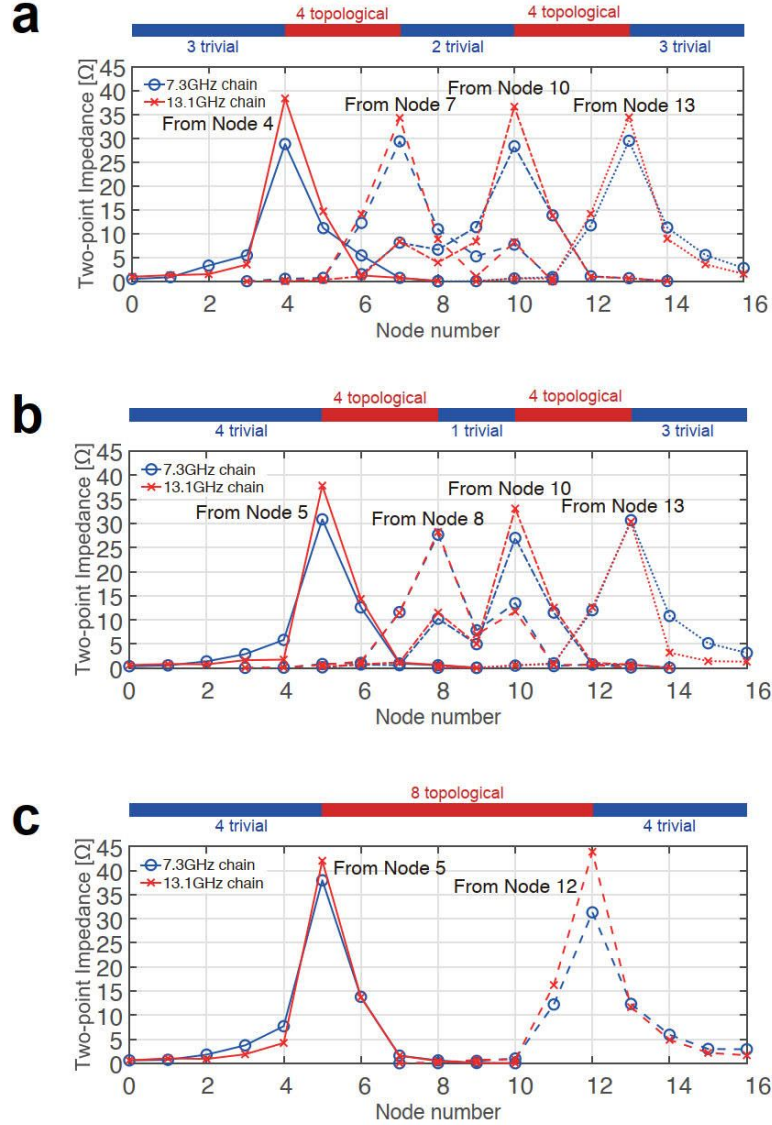 a
4 topological
4 topological
3 trivial
2 trivial
3 trivial
Two-point Impedance [Ω]
45
40
35
30
25
20
15
10
5
0
7.3GHz chain
13.1GHz chain
From Node 4
From Node 7
From Node 10
From Node 13
0 2 4 6 8 10 12 14 16
Node number
b
4 topological
4 topological
4 trivial
1 trivial
3 trivial
Two-point Impedance [Ω]
45
40
35
30
25
20
15
10
5
0
7.3GHz chain
13.1GHz chain
From Node 5
From Node 8
From Node 10
From Node 13
0 2 4 6 8 10 12 14 16
Node number
c
8 topological
4 trivial
4 trivial
Two-point Impedance [Ω]
45
40
35
30
25
20
15
10
5
0
7.3GHz chain
13.1GHz chain
From Node 5
From Node 12
0 2 4 6 8 10 12 14 16
Node number